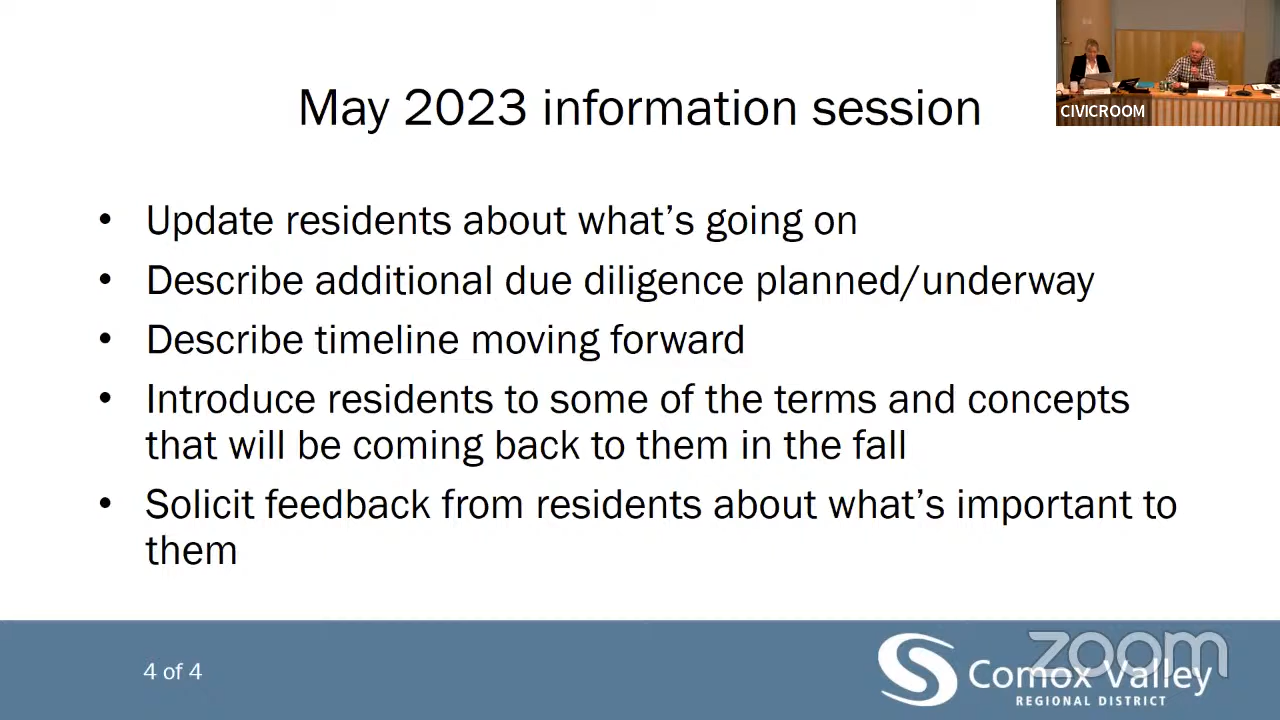 May 2023 information session
CIVICROOM
• Update residents about what’s going on
• Describe additional due diligence planned/underway
• Describe timeline moving forward
• Introduce residents to some of the terms and concepts
that will be coming back to them in the fall
• Solicit feedback from residents about what’s important to
them
4 of 4
zoom
Comox Valley
REGIONAL DISTRICT